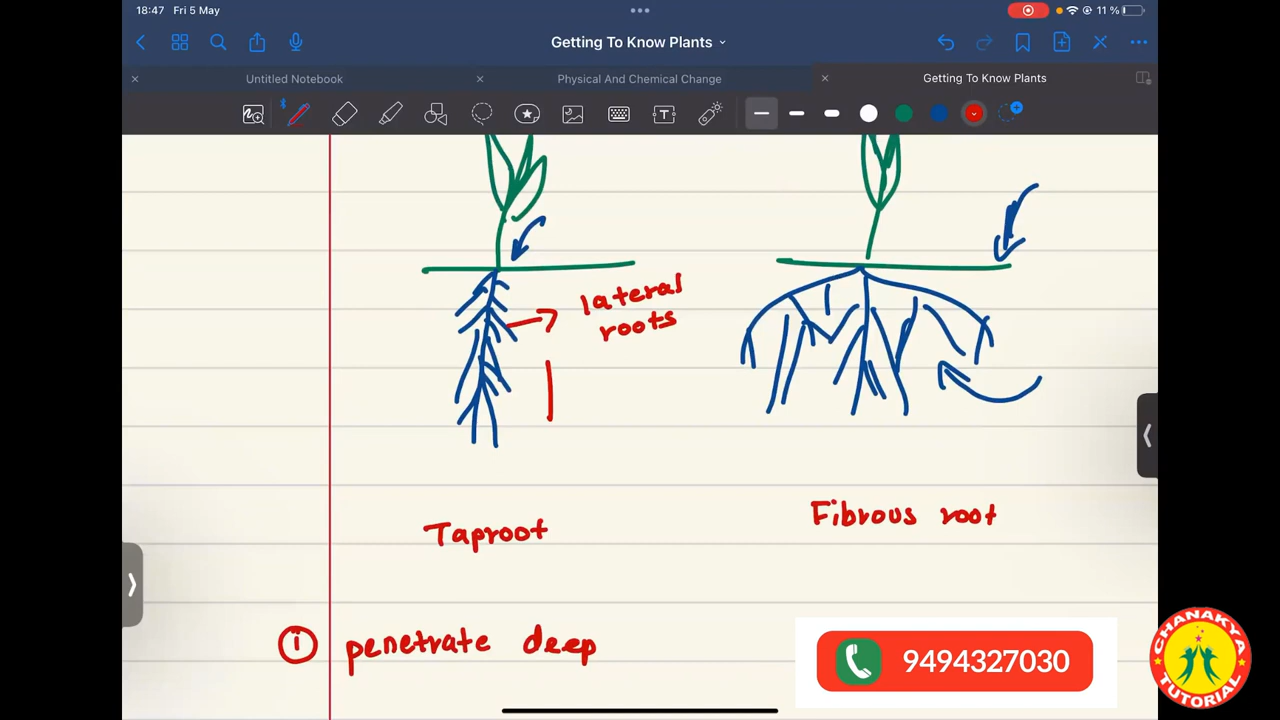 18:47 Fri 5 May
11 %
Getting To Know Plants
Untitled Notebook
Physical And Chemical Change
Getting To Know Plants
lateral
roots
Taproot
Fibrous root
i penetrate deep
9494327030
CHANAKYA
TUTORIAL